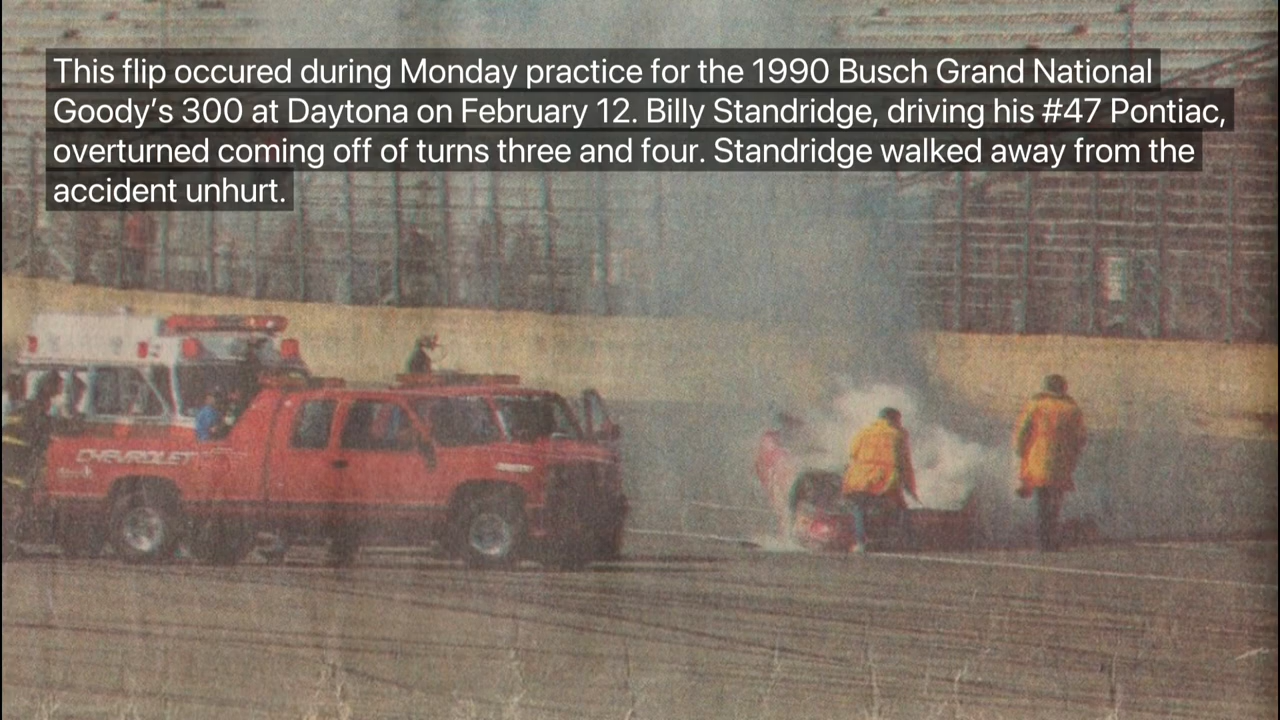 This flip occured during Monday practice for the 1990 Busch Grand National
Goody's 300 at Daytona on February 12. Billy Standridge, driving his #47 Pontiac,
overturned coming off of turns three and four. Standridge walked away from the
accident unhurt.
CHEVROLET